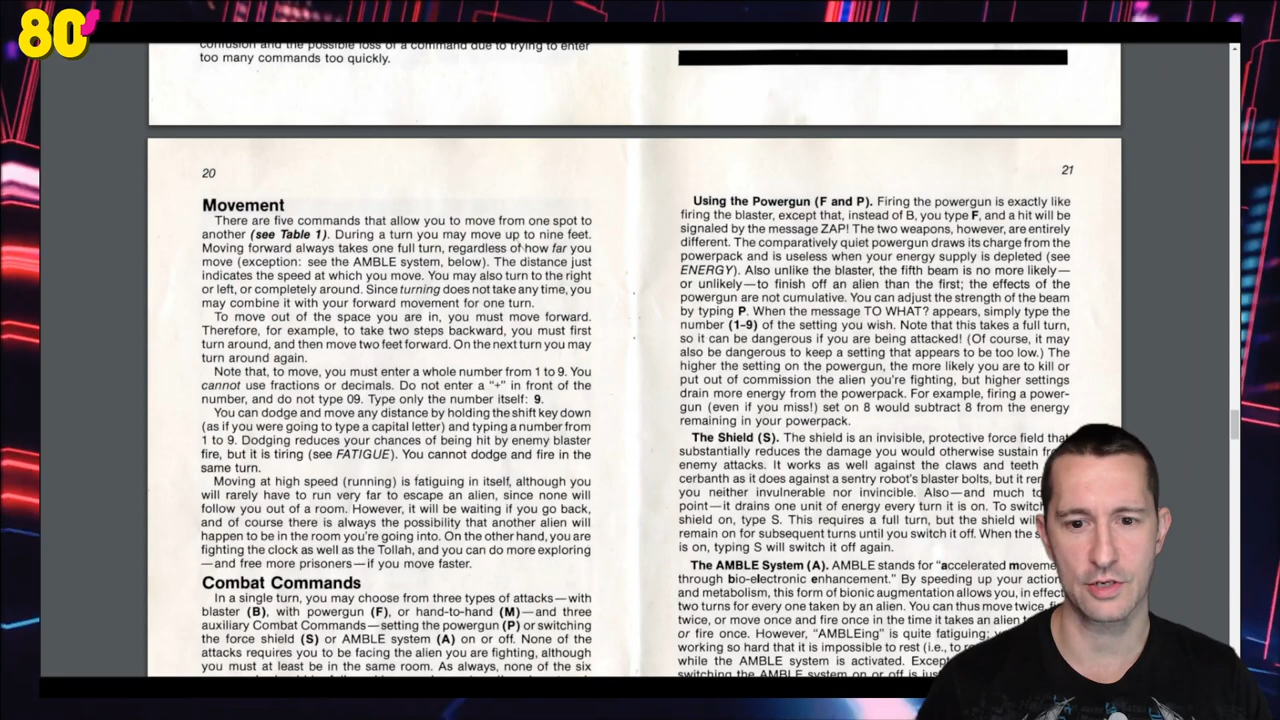 80's
confusion and the possible loss of a command due to trying to enter
too many commands too quickly.
20
Movement
There are five commands that allow you to move from one spot to
another (see Table 1). During a turn you may move up to nine feet.
Moving forward always takes one full turn, regardless of how far you
move (exception: see the AMBLE system, below). The distance just
indicates the speed at which you move. You may also turn to the right
or left, or completely around. Since turning does not take any time, you
may combine it with your forward movement for one turn.
To move out of the space you are in, you must move forward.
Therefore, for example, to take two steps backward, you must first
turn around, and then move two feet forward. On the next turn you may
turn around again.
Note that, to move, you must enter a whole number from 1 to 9. You
cannot use fractions or decimals. Do not enter a "+" in front of the
number, and do not type 09. Type only the number itself: 9.
You can dodge and move any distance by holding the shift key down
(as if you were going to type a capital letter) and typing a number from
1 to 9. Dodging reduces your chances of being hit by enemy blaster
fire, but it is tiring (see FATIGUE). You cannot dodge and fire in the
same turn.
Moving at high speed (running) is fatiguing in itself, although you
will rarely have to run very far to escape an alien, since none will
follow you out of a room. However, it will be waiting if you go back,
and of course there is always the possibility that another alien will
happen to be in the room you're going into. On the other hand, you are
fighting the clock as well as the Tollah, and you can do more exploring
—and free more prisoners—if you move faster.
Combat Commands
In a single turn, you may choose from three types of attacks—with
blaster (B), with powergun (F), or hand-to-hand (M)—and three
auxiliary Combat Commands—setting the powergun (P) or switching
the force shield (S) or AMBLE system (A) on or off. None of the
attacks requires you to be facing the alien you are fighting, although
you must at least be in the same room. As always, none of the six
21
Using the Powergun (F and P). Firing the powergun is exactly like
firing the blaster, except that, instead of B, you type F, and a hit will be
signaled by the message ZAP! The two weapons, however, are entirely
different. The comparatively quiet powergun draws its charge from the
powerpack and is useless when your energy supply is depleted (see
ENERGY). Also unlike the blaster, the fifth beam is no more likely—
or unlikely—to finish off an alien than the first; the effects of the
powergun are not cumulative. You can adjust the strength of the beam
by typing P. When the message TO WHAT? appears, simply type the
number (1–9) of the setting you wish. Note that this takes a full turn,
so it can be dangerous if you are being attacked! (Of course, it may
also be dangerous to keep a setting that appears to be too low.) The
higher the setting on the powergun, the more likely you are to kill or
put out of commission the alien you're fighting, but higher settings
drain more energy from the powerpack. For example, firing a power-
gun (even if you miss!) set on 8 would subtract 8 from the energy
remaining in your powerpack.
The Shield (S). The shield is an invisible, protective force field that
substantially reduces the damage you would otherwise sustain
enemy attacks. It works as well against the claws and teeth
cerbanth as it does against a sentry robot's blaster bolts, but it
you neither invulnerable nor invincible. Also—and much
point—it drains one unit of energy every turn it is on. To switch
shield on, type S. This requires a full turn, but the shield
remain on for subsequent turns until you switch it off. When the
is on, typing S will switch it off again.
The AMBLE System (A). AMBLE stands for "accelerated
through bio-electronic enhancement." By speeding up your
and metabolism, this form of bionic augmentation allows you, in effect
two turns for every one taken by an alien. You can thus move twice,
twice, or move once and fire once in the time it takes an alien
or fire once. However, "AMBLEing" is quite fatiguing;
working so hard that it is impossible to rest (i.e., to
while the AMBLE system is activated.
switching the AMBLE system on or off is